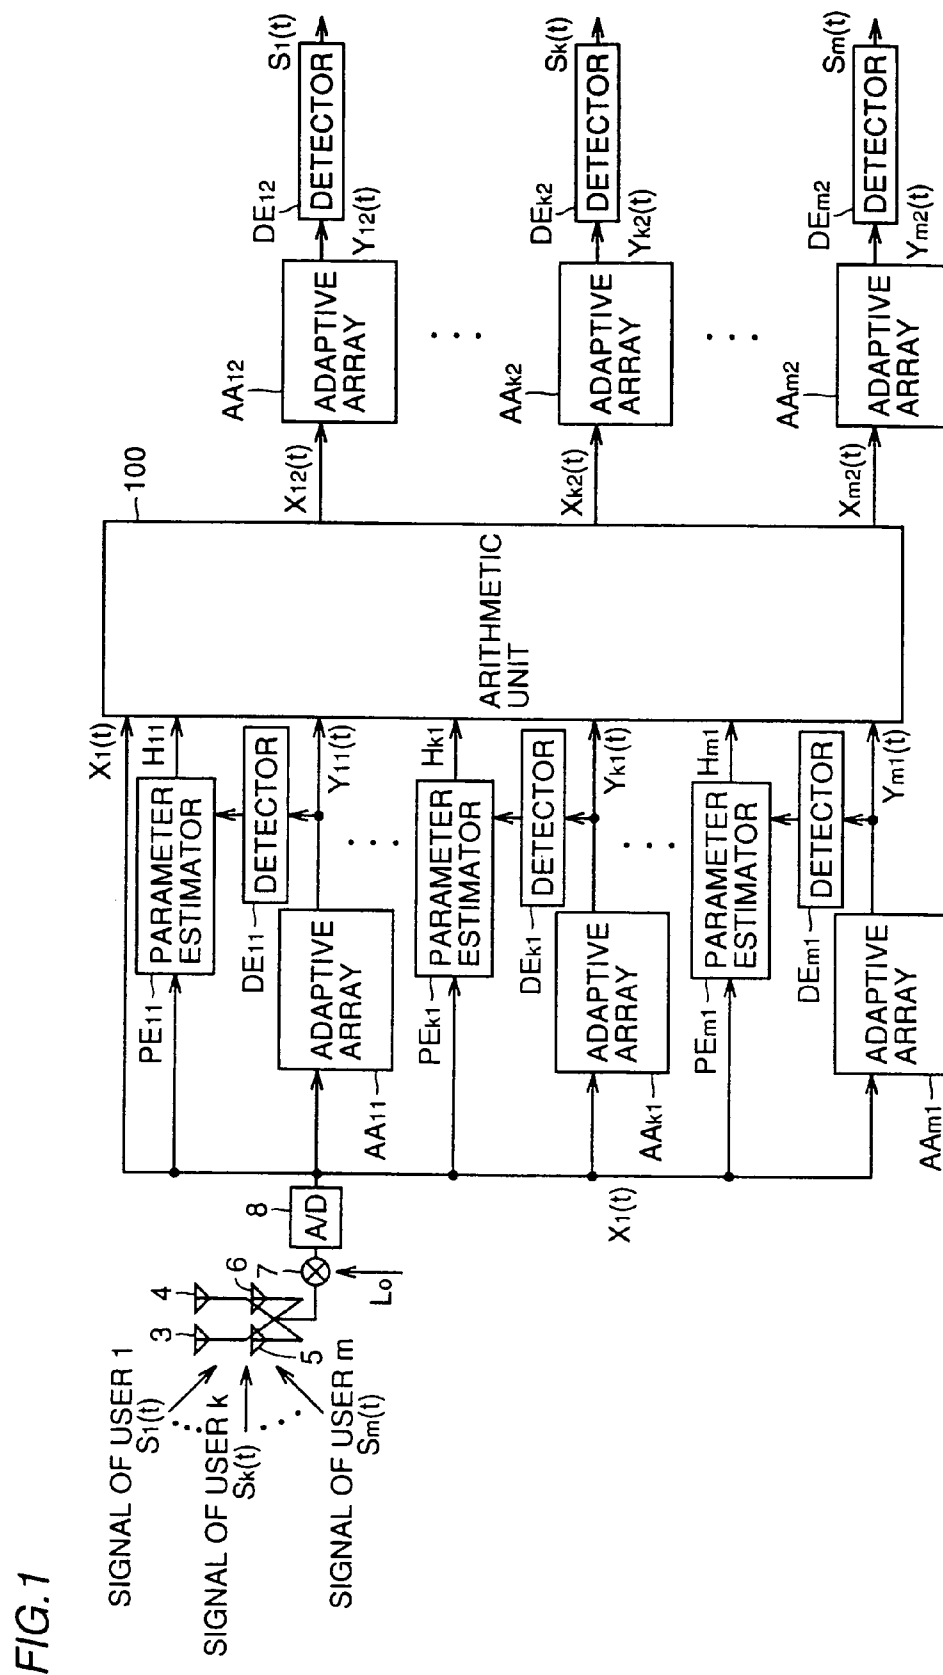 FIG.1
SIGNAL OF USER 1
S1(t)
SIGNAL OF USER k
Sk(t)
SIGNAL OF USER m
Sm(t)
3
4
5
6
7
Lo
8
A/D
X1(t)
X1(t)
PE11
PARAMETER
ESTIMATOR
H11
DE11
DETECTOR
AA11
ADAPTIVE
ARRAY
Y11(t)
PEk1
PARAMETER
ESTIMATOR
Hk1
DEk1
DETECTOR
AAk1
ADAPTIVE
ARRAY
Yk1(t)
PEm1
PARAMETER
ESTIMATOR
Hm1
DEm1
DETECTOR
AAm1
ADAPTIVE
ARRAY
Ym1(t)
100
ARITHMETIC
UNIT
X12(t)
AA12
ADAPTIVE
ARRAY
Y12(t)
DE12
DETECTOR
S1(t)
Xk2(t)
AAk2
ADAPTIVE
ARRAY
Yk2(t)
DEk2
DETECTOR
Sk(t)
Xm2(t)
AAm2
ADAPTIVE
ARRAY
Ym2(t)
DEm2
DETECTOR
Sm(t)